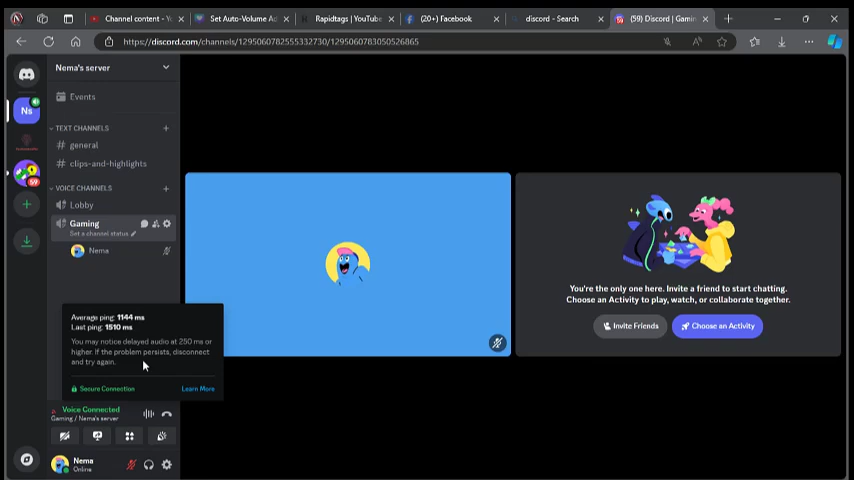 Channel content - Y
Set Auto-Volume Ad
Rapidtags | YouTube
(20+) Facebook
discord - Search
(59) Discord | Gamin
https://discord.com/channels/1295060782555332730/1295060783050526865
Nema's server
Events
TEXT CHANNELS
# general
# clips-and-highlights
VOICE CHANNELS
Lobby
Gaming
Set a channel status
Nema
Ns
59
You're the only one here. Invite a friend to start chatting.
Choose an Activity to play, watch, or collaborate together.
Invite Friends
Choose an Activity
Average ping: 1144 ms
Last ping: 1510 ms
You may notice delayed audio at 250 ms or
higher. If the problem persists, disconnect
and try again.
Secure Connection
Learn More
Voice Connected
Gaming / Nema's server
Nema
Online